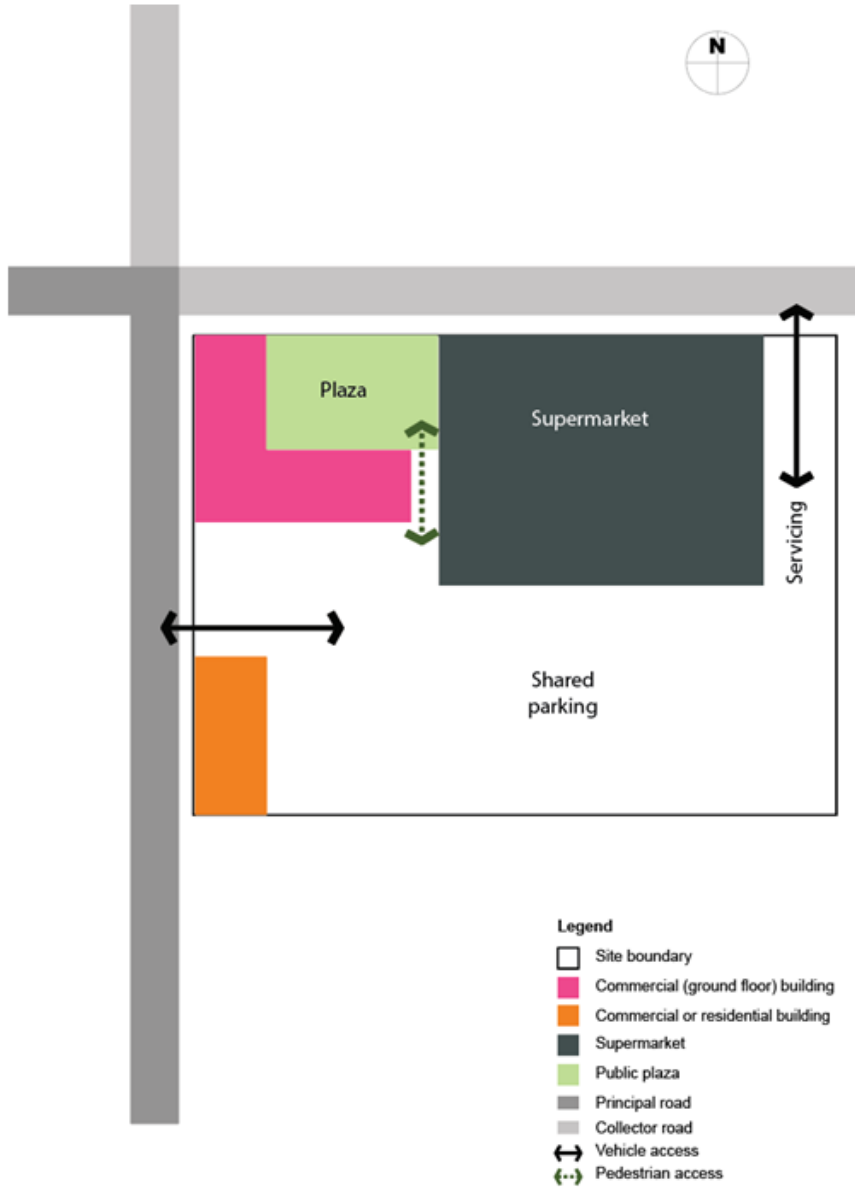 N
Plaza
Supermarket
Servicing
Shared
parking
Legend
Site boundary
Commercial (ground floor) building
Commercial or residential building
Supermarket
Public plaza
Principal road
Collector road
Vehicle access
Pedestrian access